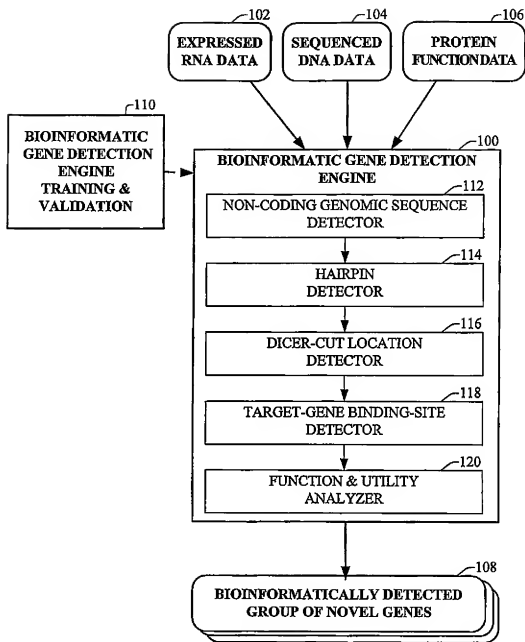 102
104
106
EXPRESSED
RNA DATA
SEQUENCED
DNA DATA
PROTEIN
FUNCTION DATA
110
BIOINFORMATIC
GENE DETECTION
ENGINE
TRAINING &
VALIDATION
100
BIOINFORMATIC GENE DETECTION
ENGINE
112
NON-CODING GENOMIC SEQUENCE
DETECTOR
114
HAIRPIN
DETECTOR
116
DICER-CUT LOCATION
DETECTOR
118
TARGET-GENE BINDING-SITE
DETECTOR
120
FUNCTION & UTILITY
ANALYZER
108
BIOINFORMATICALLY DETECTED
GROUP OF NOVEL GENES